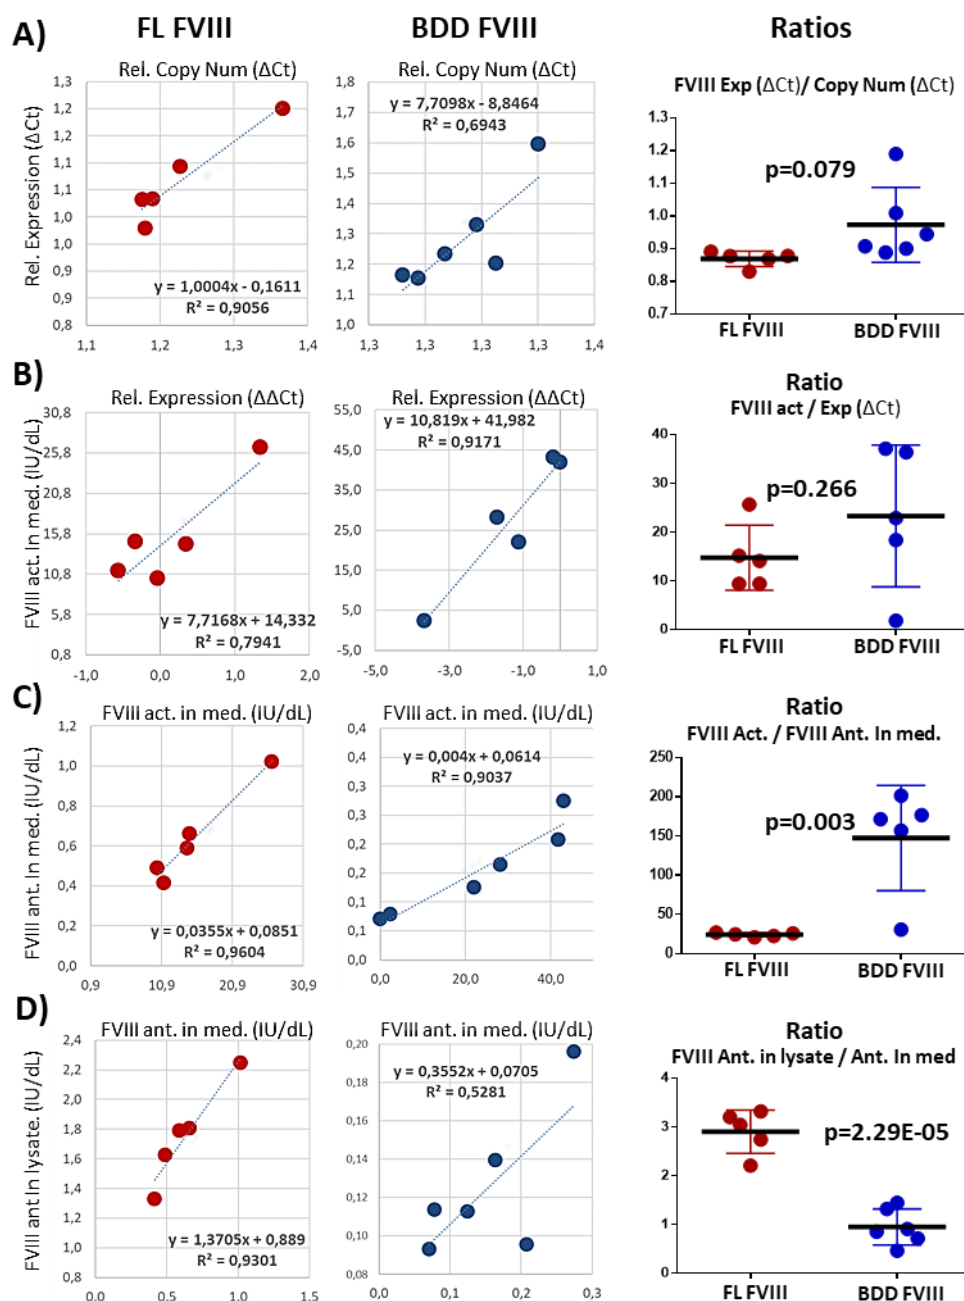 A)
FL FVIII
BDD FVIII
Ratios
Rel. Copy Num (ΔCt)
Rel. Expression (ΔCt)
1,3
1,2
1,2
1,1
1,1
1,0
1,0
0,9
0,9
0,8
y = 1,0004x - 0,1611
R² = 0,9056
1,1
1,2
1,3
1,4
Rel. Copy Num (ΔCt)
1,8
1,7
1,6
1,5
1,4
1,3
1,2
1,1
1,0
y = 7,7098x - 8,8464
R² = 0,6943
1,3
1,3
1,3
1,3
1,4
FVIII Exp (ΔCt)/ Copy Num (ΔCt)
1.2
1.1
1.0
0.9
0.8
0.7
p=0.079
FL FVIII
BDD FVIII
B)
Rel. Expression (ΔΔCt)
FVIII act. In med. (IU/dL)
30,8
25,8
20,8
15,8
10,8
5,8
0,8
y = 7,7168x + 14,332
R² = 0,7941
-1,0
0,0
1,0
2,0
Rel. Expression (ΔΔCt)
55,0
45,0
35,0
25,0
15,0
5,0
-5,0
y = 10,819x + 41,982
R² = 0,9171
-5,0
-3,0
-1,0
1,0
Ratio
FVIII act / Exp (ΔCt)
40
30
20
10
0
p=0.266
FL FVIII
BDD FVIII
C)
FVIII act. in med. (IU/dL)
FVIII ant. in med. (IU/dL)
1,2
1,0
0,8
0,6
0,4
0,2
0,0
y = 0,0355x + 0,0851
R² = 0,9604
0,9
10,9
20,9
30,9
FVIII act. in med. (IU/dL)
0,4
0,4
0,3
0,3
0,2
0,2
0,1
0,1
0,0
y = 0,004x + 0,0614
R² = 0,9037
0,0
20,0
40,0
Ratio
FVIII Act. / FVIII Ant. In med.
250
200
150
100
50
0
p=0.003
FL FVIII
BDD FVIII
D)
FVIII ant. in med. (IU/dL)
FVIII ant In lysate. (IU/dL)
2,4
2,2
2,0
1,8
1,6
1,4
1,2
1,0
0,8
y = 1,3705x + 0,889
R² = 0,9301
0,0
0,5
1,0
1,5
FVIII ant. in med. (IU/dL)
0,20
0,18
0,16
0,14
0,12
0,10
0,08
y = 0,3552x + 0,0705
R² = 0,5281
0,0
0,1
0,2
0,3
Ratio
FVIII Ant. in lysate / Ant. In med
4
3
2
1
0
p=2.29E-05
FL FVIII
BDD FVIII